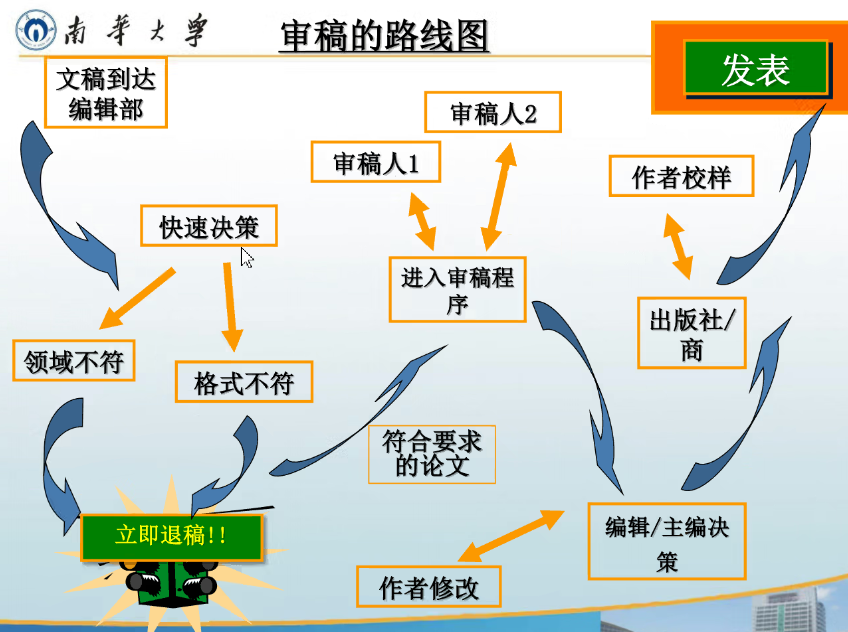 南华大学
审稿的路线图
发表
文稿到达
编辑部
审稿人2
审稿人1
作者校样
快速决策
进入审稿程
序
出版社/
商
领域不符
格式不符
符合要求
的论文
编辑/主编决
策
立即退稿!!
作者修改